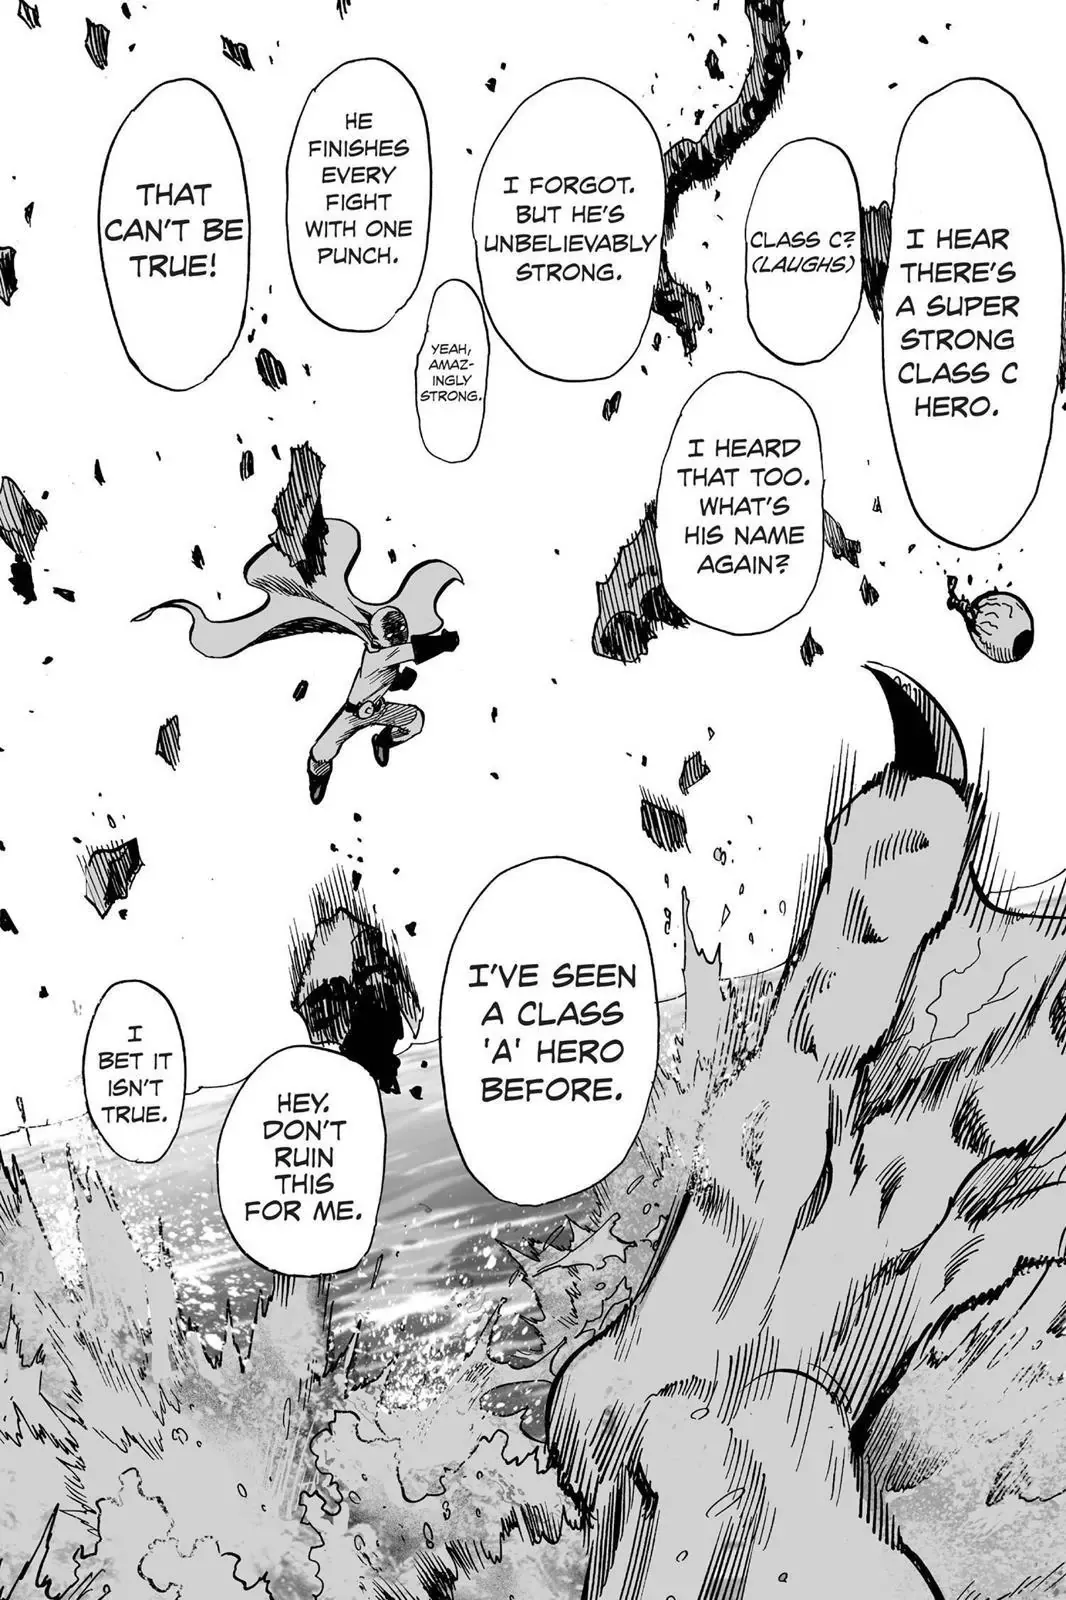 I HEAR
THERE'S
A SUPER
STRONG
CLASS C
HERO.
CLASS C?
(LAUGHS)
I HEARD
THAT TOO.
WHAT'S
HIS NAME
AGAIN?
I FORGOT.
BUT HE'S
UNBELIEVABLY
STRONG.
YEAH,
AMAZ-
INGLY
STRONG.
HE
FINISHES
EVERY
FIGHT
WITH ONE
PUNCH.
THAT
CAN'T BE
TRUE!
I'VE SEEN
A CLASS
'A' HERO
BEFORE.
HEY.
DON'T
RUIN
THIS
FOR ME.
I
BET IT
ISN'T
TRUE.